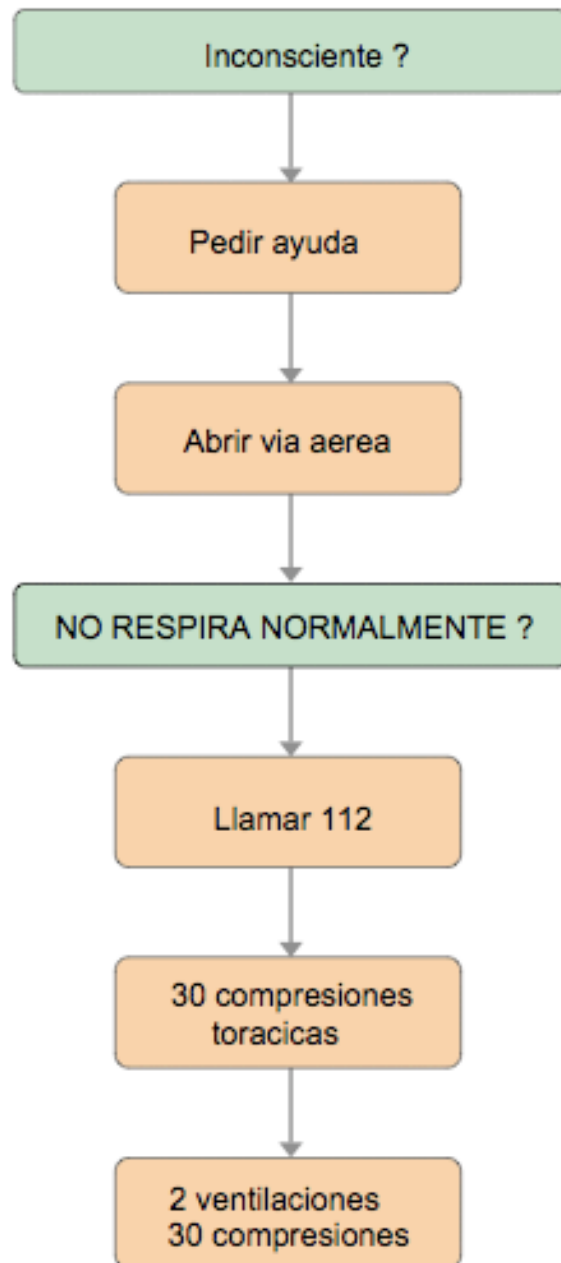 Inconsciente ?
Pedir ayuda
Abrir via aerea
NO RESPIRA NORMALMENTE ?
Llamar 112
30 compresiones
toracicas
2 ventilaciones
30 compresiones